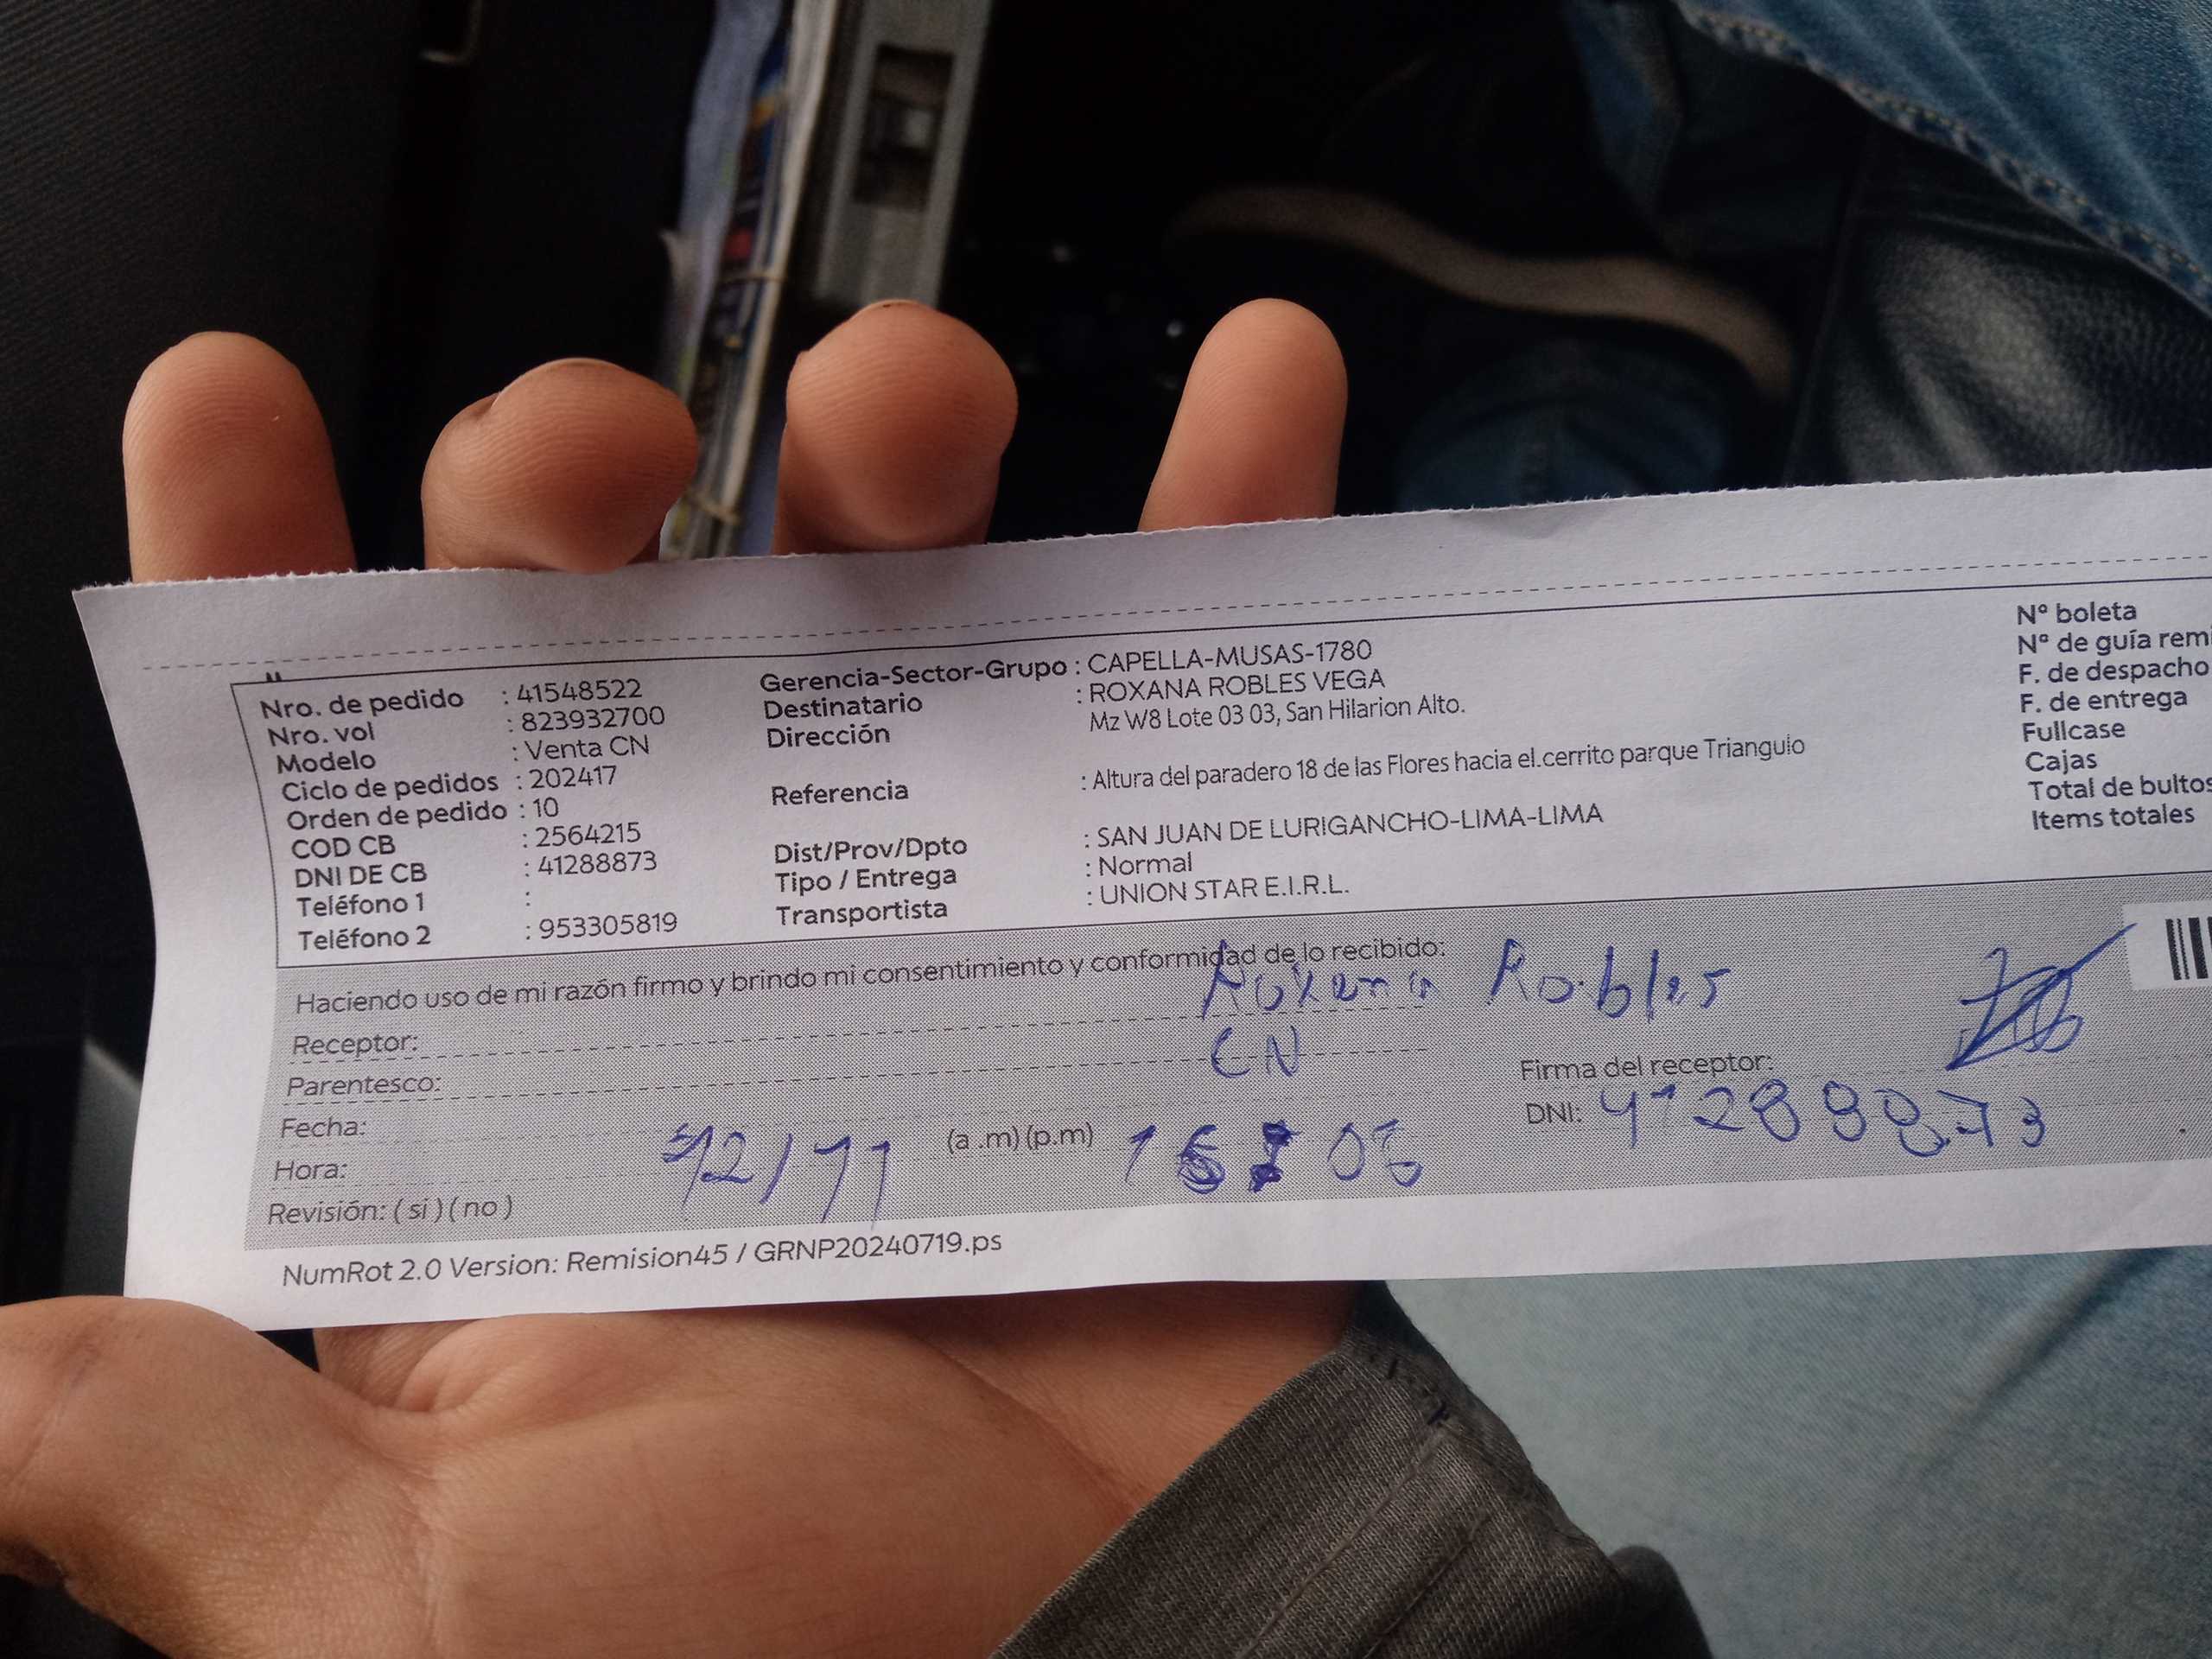 Nro. de pedido : 41548522
Nro. vol : 823932700
Modelo : Venta CN
Ciclo de pedidos : 202417
Orden de pedido : 10
COD CB : 2564215
DNI DE CB : 41288873
Teléfono 1 :
Teléfono 2 : 953305819
Gerencia-Sector-Grupo : CAPELLA-MUSAS-1780
Destinatario : ROXANA ROBLES VEGA
Dirección Mz W8 Lote 03 03, San Hilarion Alto.
Referencia : Altura del paradero 18 de las Flores hacia el.cerrito parque Triangulo
Dist/Prov/Dpto : SAN JUAN DE LURIGANCHO-LIMA-LIMA
Tipo / Entrega : Normal
Transportista : UNION STAR E.I.R.L.
Nº boleta
Nº de guía remi
F. de despacho
F. de entrega
Fullcase
Cajas
Total de bultos
Items totales
Haciendo uso de mi razón firmo y brindo mi consentimiento y conformidad de lo recibido:
Receptor: Roxana Robles
Parentesco: CN
Firma del receptor:
Fecha: 12/11
DNI:
Hora: (a .m) (p.m)
Revisión: ( si ) ( no )
NumRot 2.0 Version: Remision45 / GRNP20240719.ps